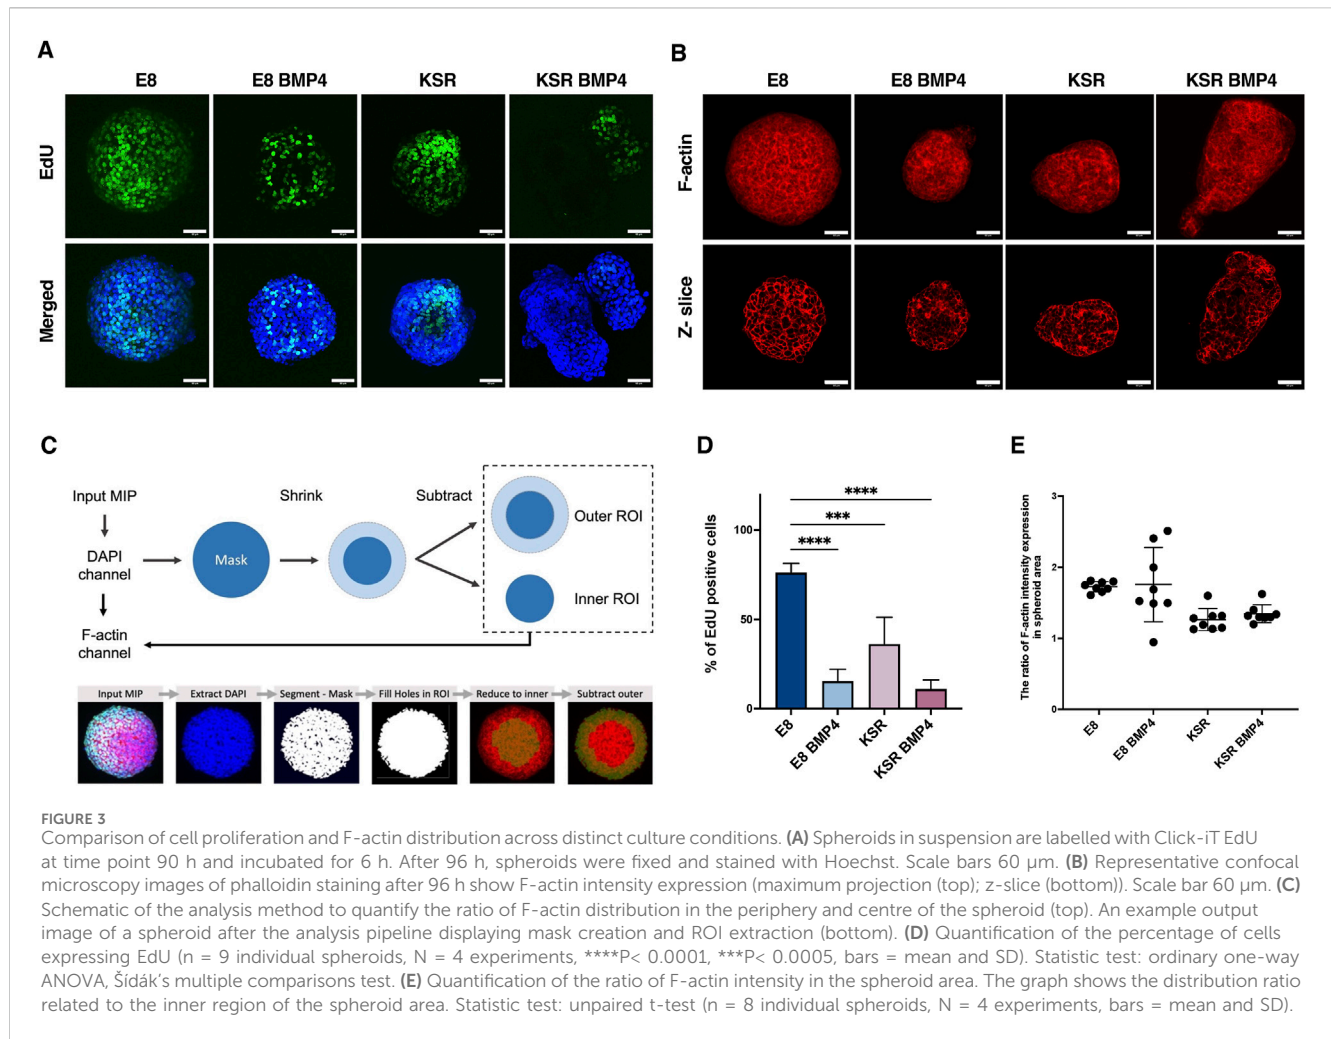 A
E8
E8 BMP4
KSR
KSR BMP4
EdU
Merged
B
E8
E8 BMP4
KSR
KSR BMP4
F-actin
Z- slice
C
Input MIP
DAPI
channel
F-actin
channel
Mask
Shrink
Subtract
Outer ROI
Inner ROI
Input MIP
Extract DAPI
Segment - Mask
Fill Holes in ROI
Reduce to inner
Subtract outer
D
% of EdU positive cells
100
50
0
****
***
****
E8
E8 BMP4
KSR
KSR BMP4
E
The ratio of F-actin intensity expression
in spheroid area
3
2
1
0
E8
E8 BMP4
KSR
KSR BMP4
FIGURE 3
Comparison of cell proliferation and F-actin distribution across distinct culture conditions. (A) Spheroids in suspension are labelled with Click-iT EdU
at time point 90 h and incubated for 6 h. After 96 h, spheroids were fixed and stained with Hoechst. Scale bars 60 µm. (B) Representative confocal
microscopy images of phalloidin staining after 96 h show F-actin intensity expression (maximum projection (top); z-slice (bottom)). Scale bar 60 µm. (C)
Schematic of the analysis method to quantify the ratio of F-actin distribution in the periphery and centre of the spheroid (top). An example output
image of a spheroid after the analysis pipeline displaying mask creation and ROI extraction (bottom). (D) Quantification of the percentage of cells
expressing EdU (n = 9 individual spheroids, N = 4 experiments, ****P< 0.0001, ***P< 0.0005, bars = mean and SD). Statistic test: ordinary one-way
ANOVA, Šídák's multiple comparisons test. (E) Quantification of the ratio of F-actin intensity in the spheroid area. The graph shows the distribution ratio
related to the inner region of the spheroid area. Statistic test: unpaired t-test (n = 8 individual spheroids, N = 4 experiments, bars = mean and SD).